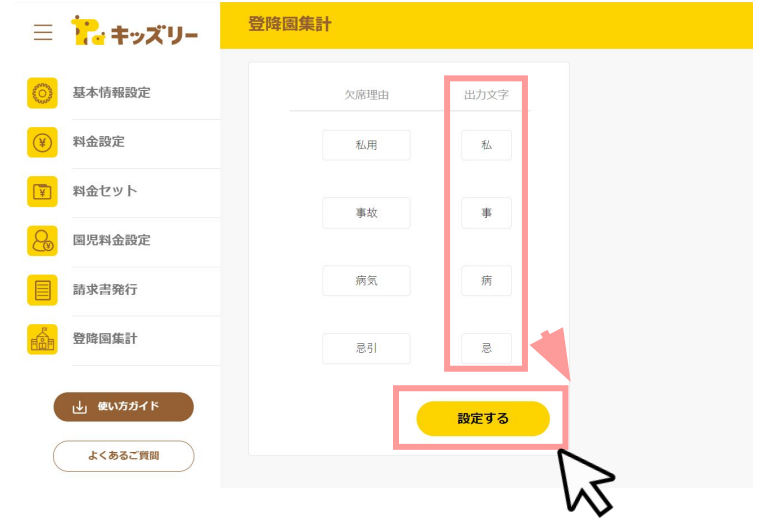 キッズリー
登降園集計
基本情報設定
料金設定
料金セット
園児料金設定
請求書発行
登降園集計
使い方ガイド
よくあるご質問
欠席理由 出力文字
私用 私
事故 事
病気 病
忌引 忌
設定する